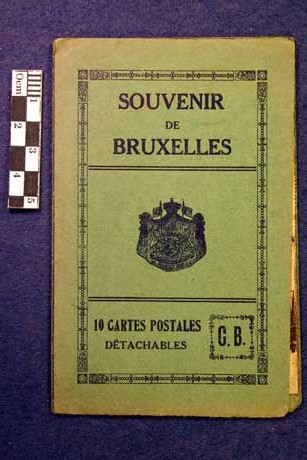 SOUVENIR
DE
BRUXELLES
10 CARTES POSTALES
DÉTACHABLES
G. B.
0cm
1
2
3
4
5